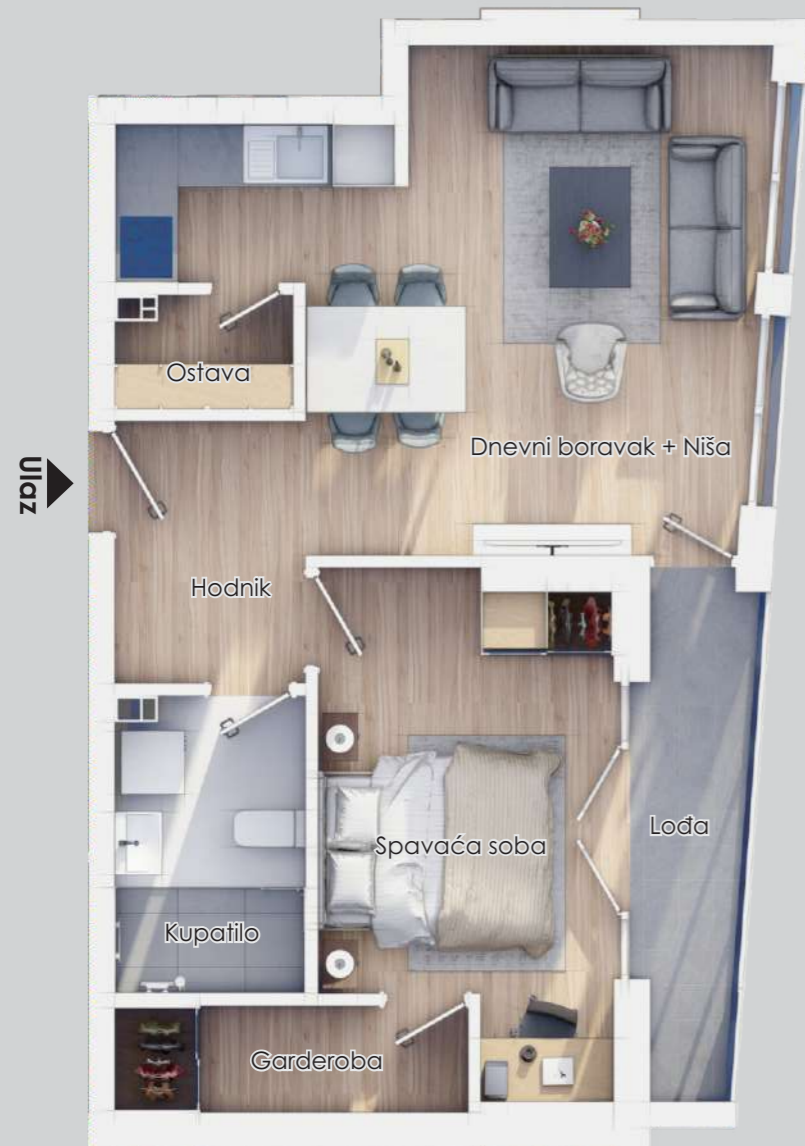 Ostava
Dnevni boravak + Niša
Ulaz
Hodnik
Spavaća soba
Lođa
Kupatilo
Garderoba